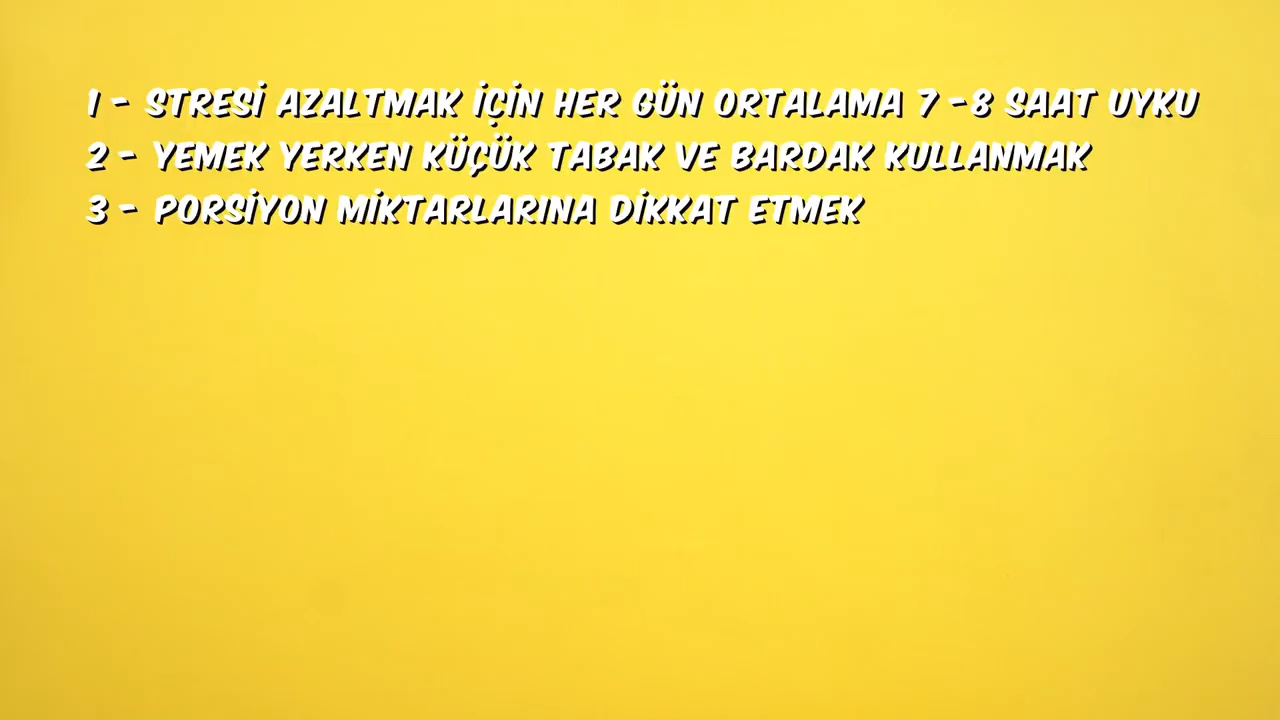 1 - STRESİ AZALTMAK İÇİN HER GÜN ORTALAMA 7 -8 SAAT UYKU
2 - YEMEK YERKEN KÜÇÜK TABAK VE BARDAK KULLANMAK
3 - PORSİYON MİKTARLARINA DİKKAT ETMEK